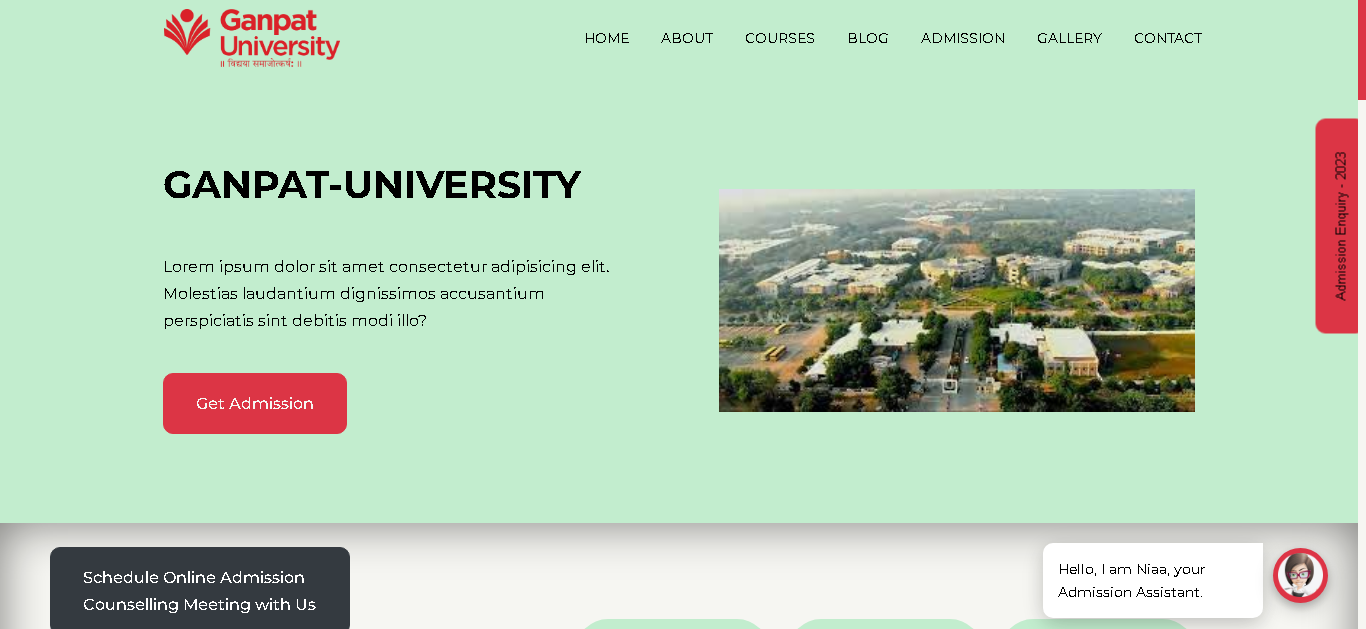 Ganpat
University
॥ विद्यया समाजोत्कर्षः ॥
HOME ABOUT COURSES BLOG ADMISSION GALLERY CONTACT
GANPAT-UNIVERSITY
Lorem ipsum dolor sit amet consectetur adipisicing elit.
Molestias laudantium dignissimos accusantium
perspiciatis sint debitis modi illo?
Get Admission
Admission Enquiry - 2023
Schedule Online Admission
Counselling Meeting with Us
Hello, I am Niaa, your
Admission Assistant.